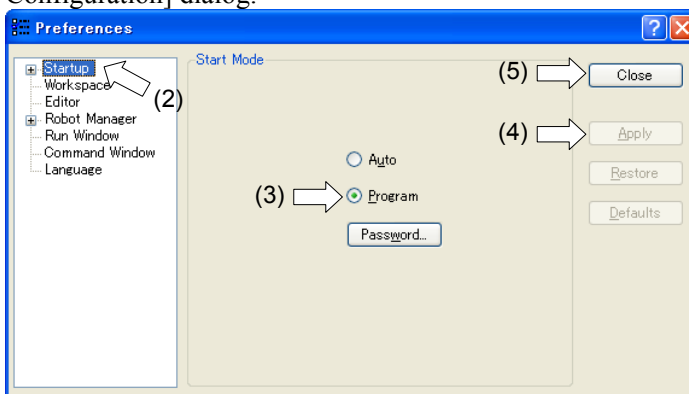 Configuration] dialog.
Preferences
Startup
Workspace
Editor
Robot Manager
Run Window
Command Window
Language
(2)
Start Mode
Auto
(3)
Program
Password...
(5)
Close
(4)
Apply
Restore
Defaults